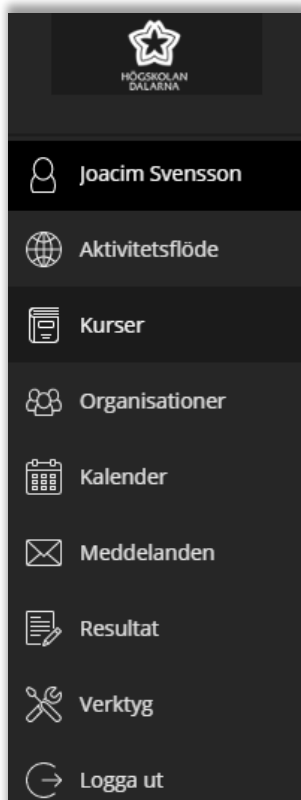 HÖGSKOLAN
DALARNA
Joacim Svensson
Aktivitetsflöde
Kurser
Organisationer
Kalender
Meddelanden
Resultat
Verktyg
Logga ut